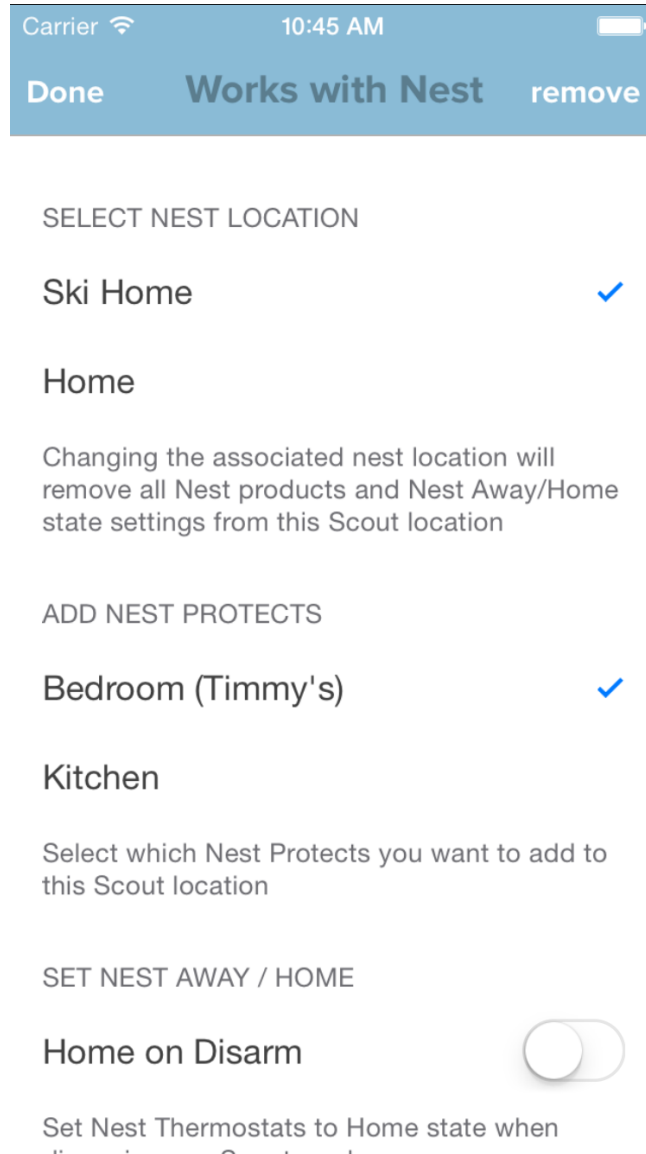 Carrier
10:45 AM
Done
Works with Nest
remove
SELECT NEST LOCATION
Ski Home
Home
Changing the associated nest location will
remove all Nest products and Nest Away/Home
state settings from this Scout location
ADD NEST PROTECTS
Bedroom (Timmy's)
Kitchen
Select which Nest Protects you want to add to
this Scout location
SET NEST AWAY / HOME
Home on Disarm
Set Nest Thermostats to Home state when